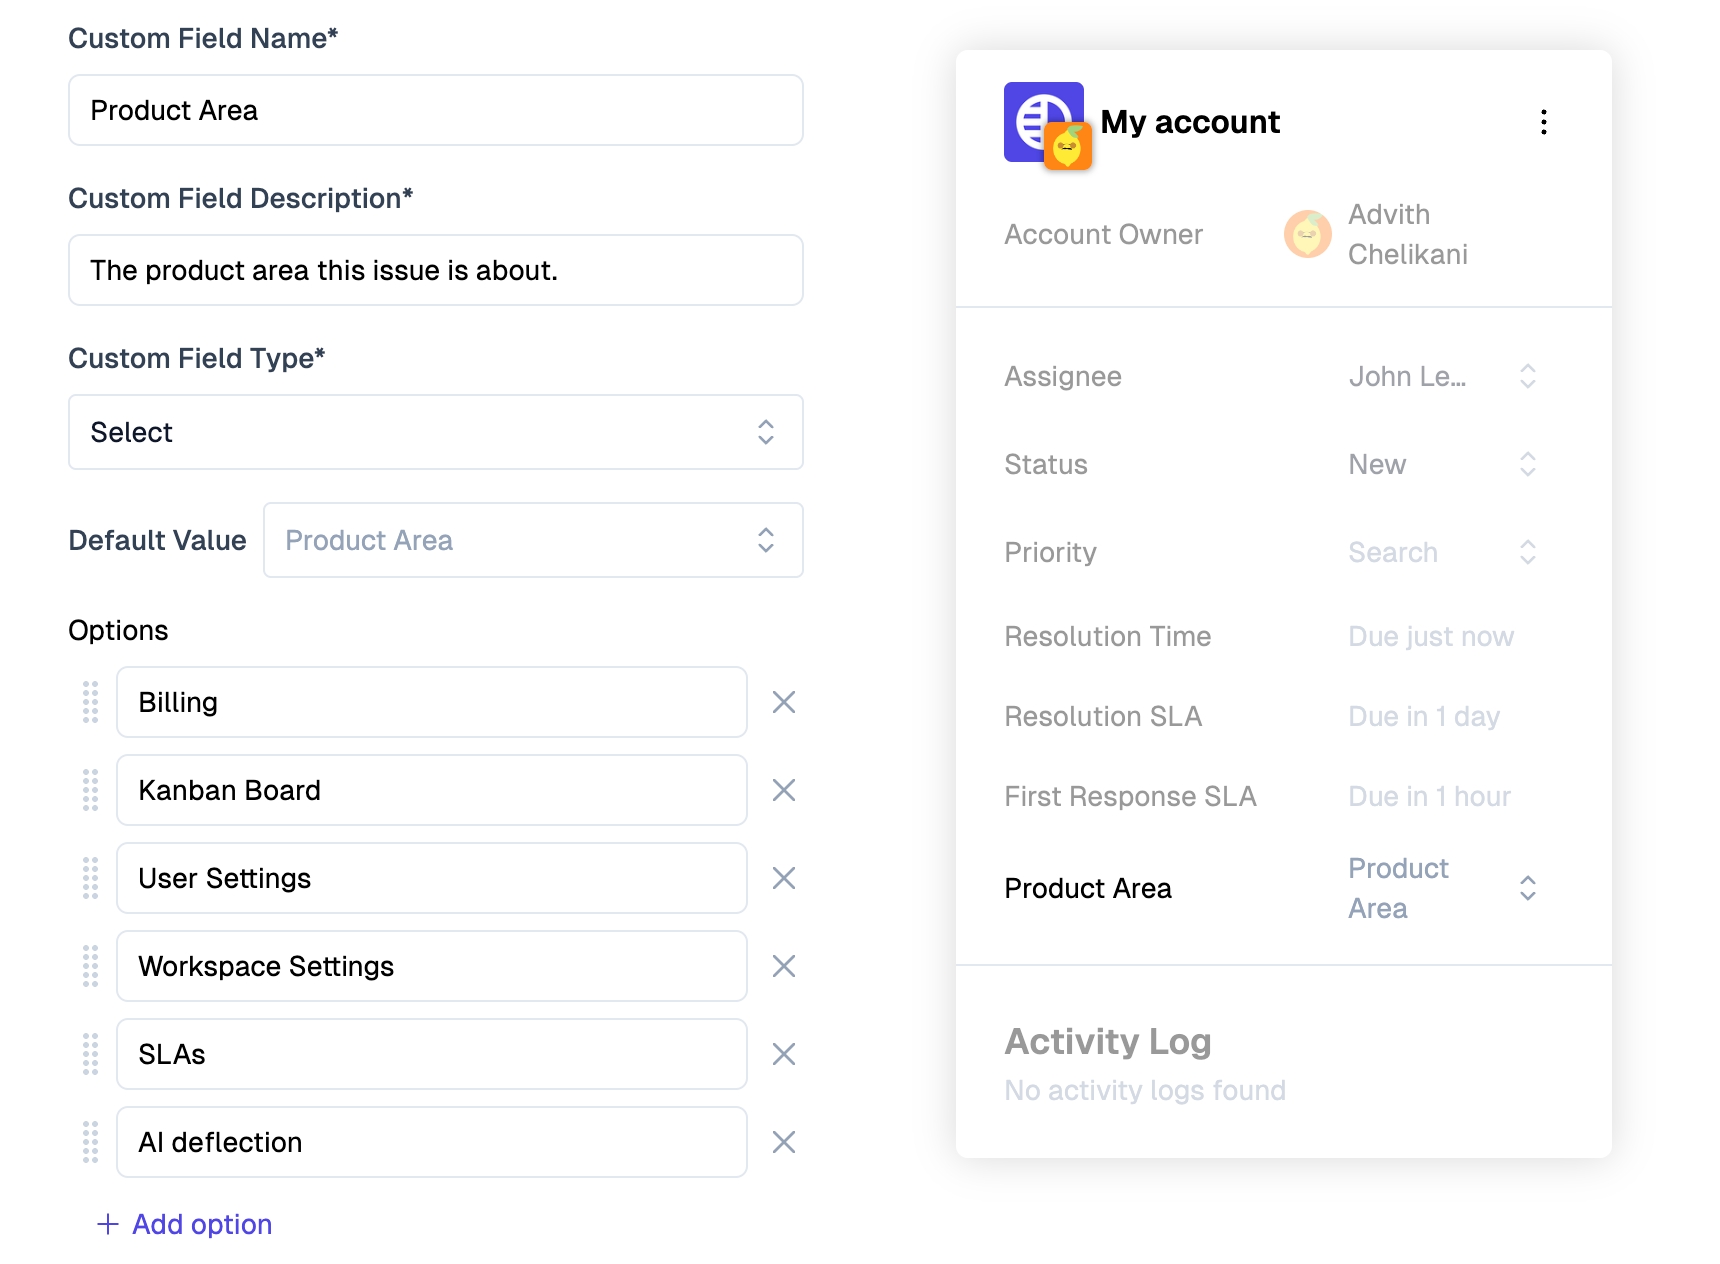 Custom Field Name*
Product Area
Custom Field Description*
The product area this issue is about.
Custom Field Type*
Select
Default Value
Product Area
Options
Billing
Kanban Board
User Settings
Workspace Settings
SLAs
AI deflection
Add option
My account
Account Owner
Advith
Chelikani
Assignee
John Le...
Status
New
Priority
Search
Resolution Time
Due just now
Resolution SLA
Due in 1 day
First Response SLA
Due in 1 hour
Product Area
Product
Area
Activity Log
No activity logs found